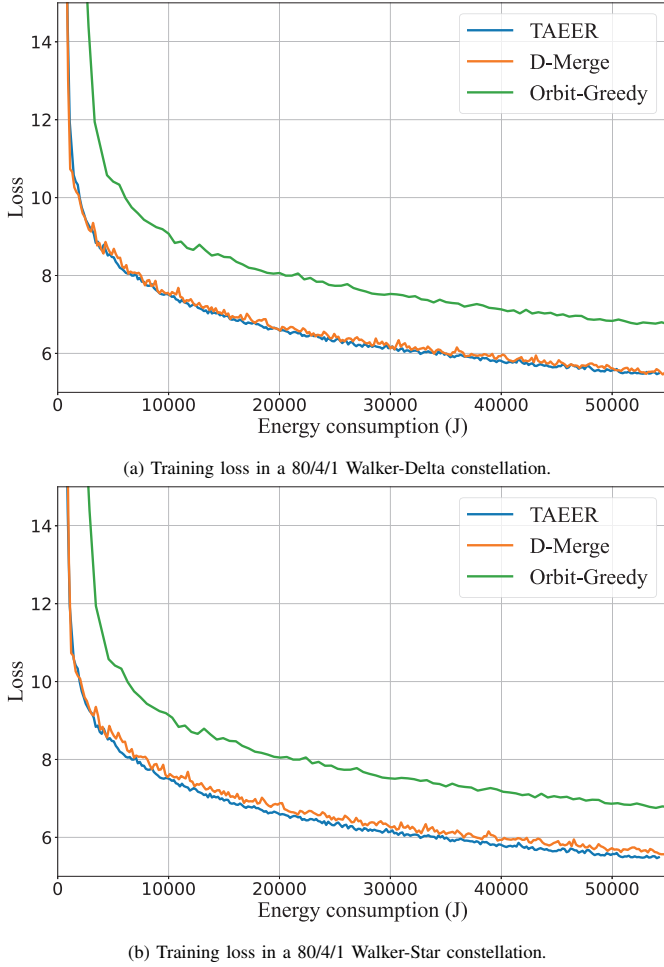 14
12
10
8
6
Loss
TAEER
D-Merge
Orbit-Greedy
0 10000 20000 30000 40000 50000
Energy consumption (J)
(a) Training loss in a 80/4/1 Walker-Delta constellation.
14
12
10
8
6
Loss
TAEER
D-Merge
Orbit-Greedy
0 10000 20000 30000 40000 50000
Energy consumption (J)
(b) Training loss in a 80/4/1 Walker-Star constellation.